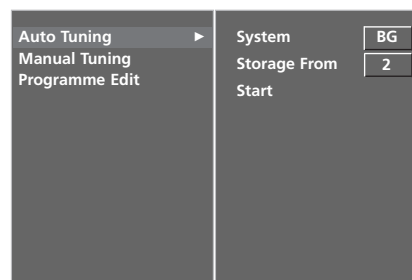 Auto Tuning ►
Manual Tuning
Programme Edit
System BG
Storage From 2
Start